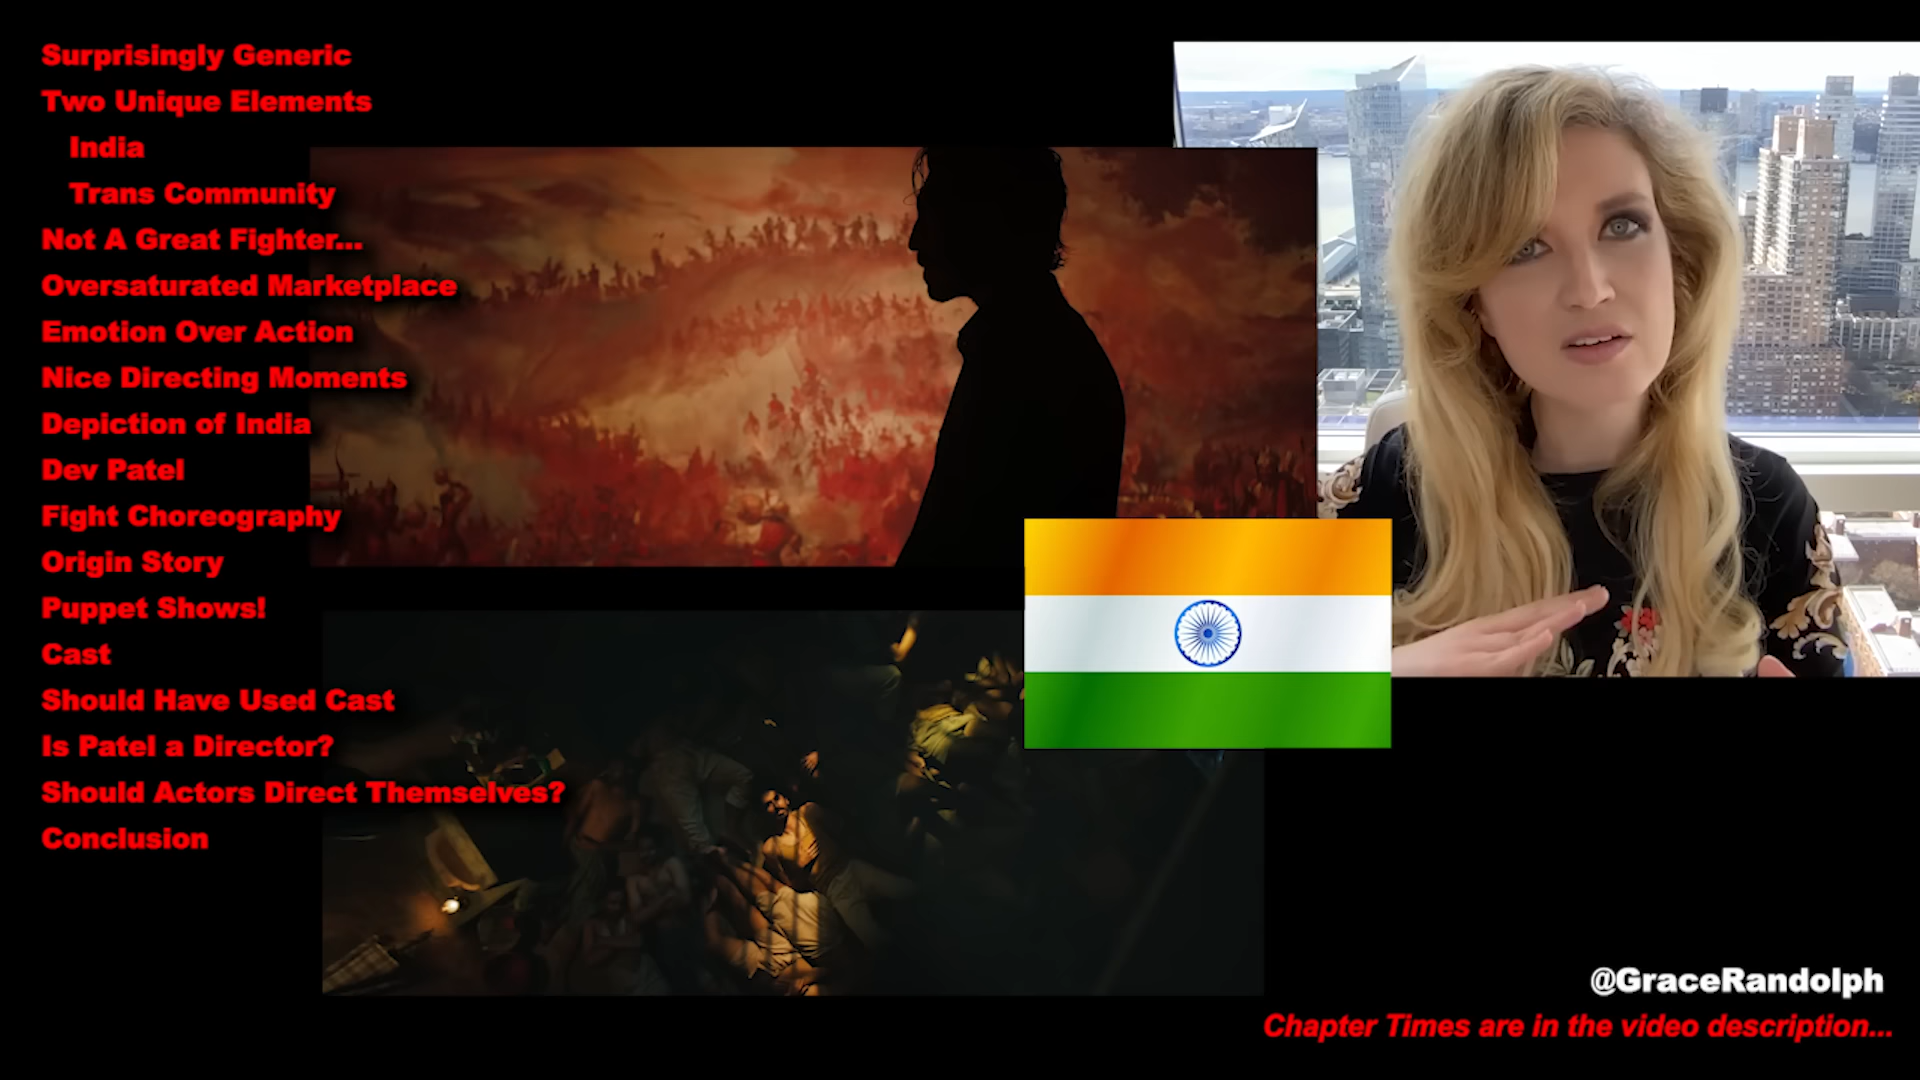 Surprisingly Generic
Two Unique Elements
India
Trans Community
Not A Great Fighter...
Oversaturated Marketplace
Emotion Over Action
Nice Directing Moments
Depiction of India
Dev Patel
Fight Choreography
Origin Story
Puppet Shows!
Cast
Should Have Used Cast
Is Patel a Director?
Should Actors Direct Themselves?
Conclusion
@GraceRandolph
Chapter Times are in the video description...